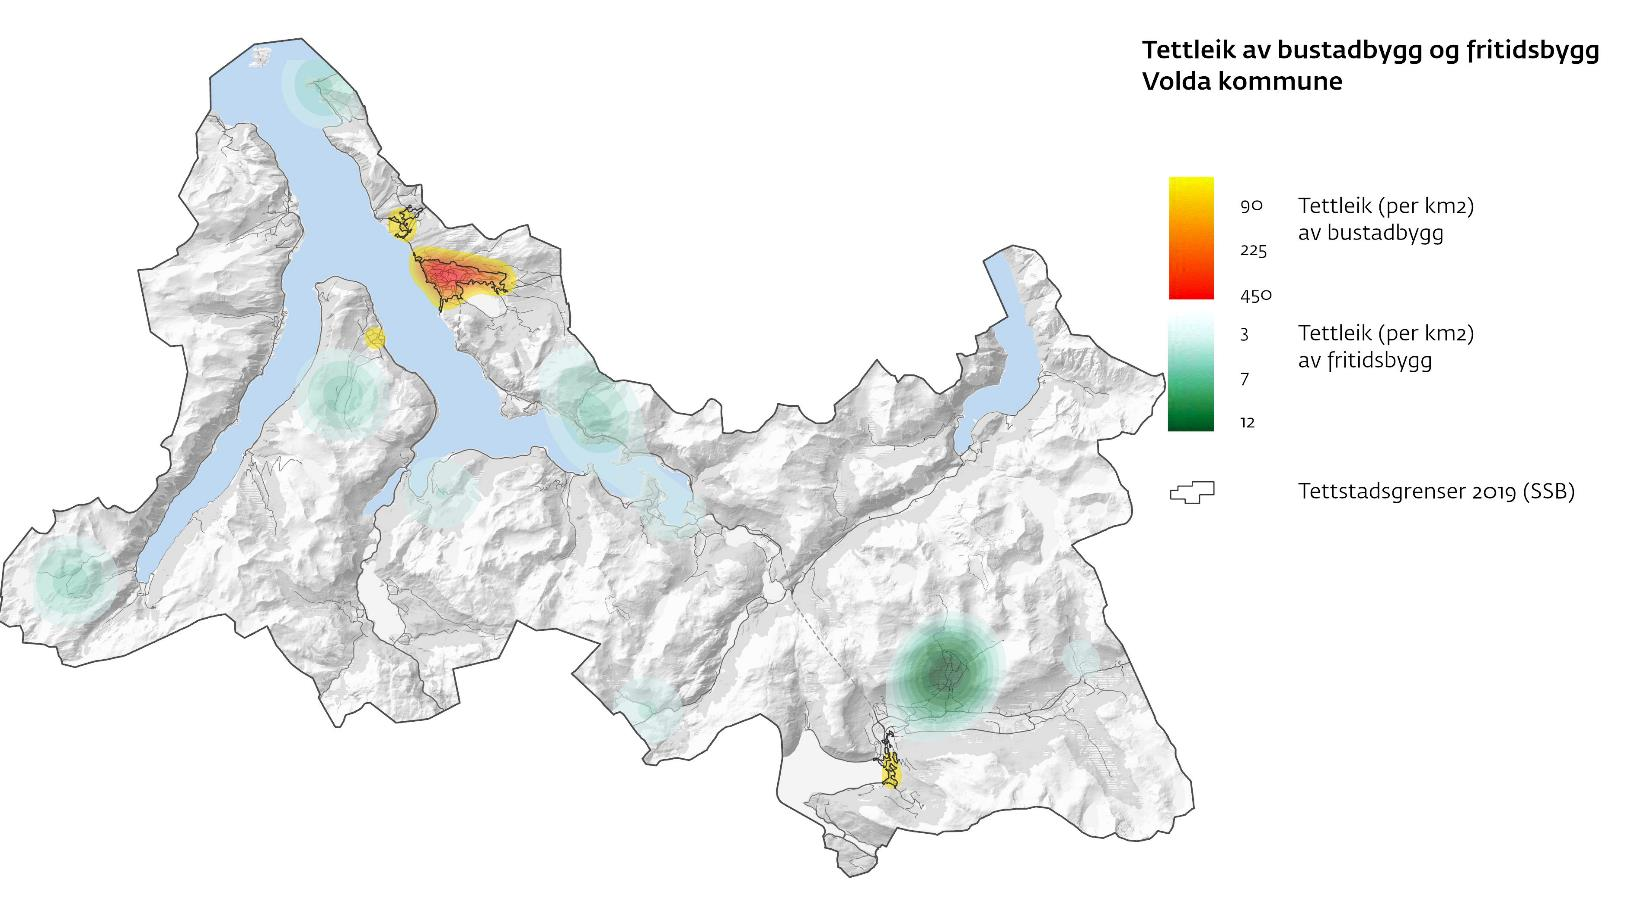 Tettleik av bustadbygg og fritidsbygg
Volda kommune
90
Tettleik (per km2)
av bustadbygg
225
450
3
Tettleik (per km2)
av fritidsbygg
7
12
Tettstadsgrenser 2019 (SSB)